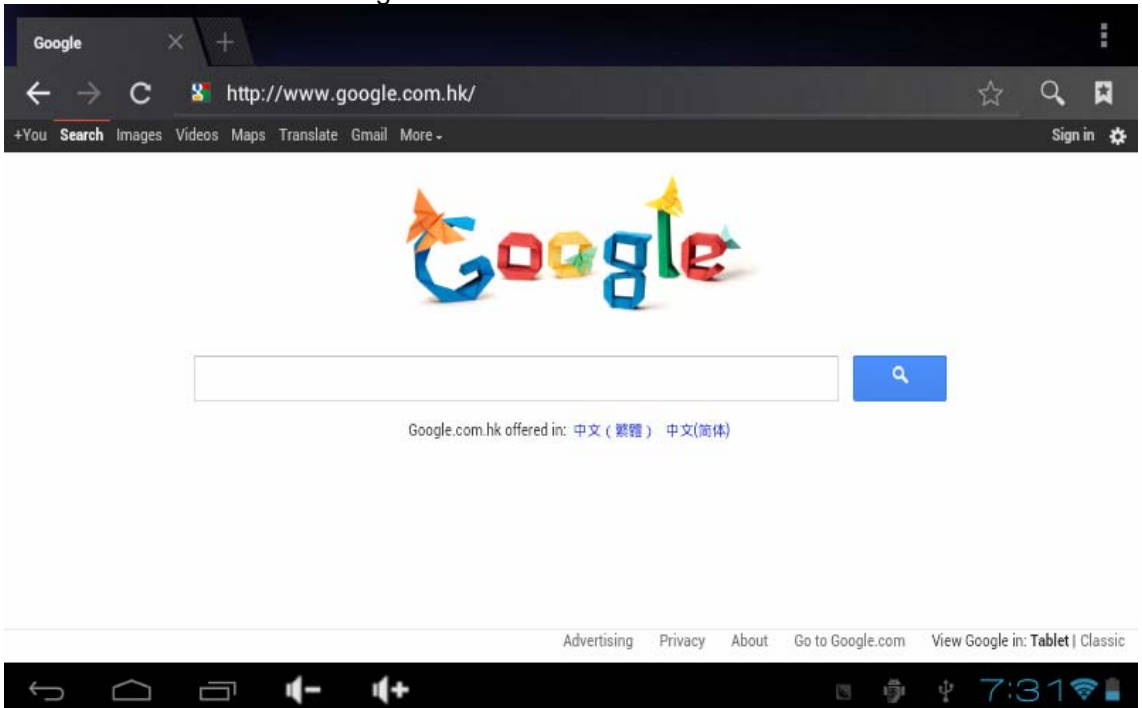 Google
http://www.google.com.hk/
+You Search Images Videos Maps Translate Gmail More Sign in
Google
Google.com.hk offered in: 中文 ( 繁體 ) 中文(简体)
Advertising Privacy About Go to Google.com View Google in: Tablet | Classic
7:31